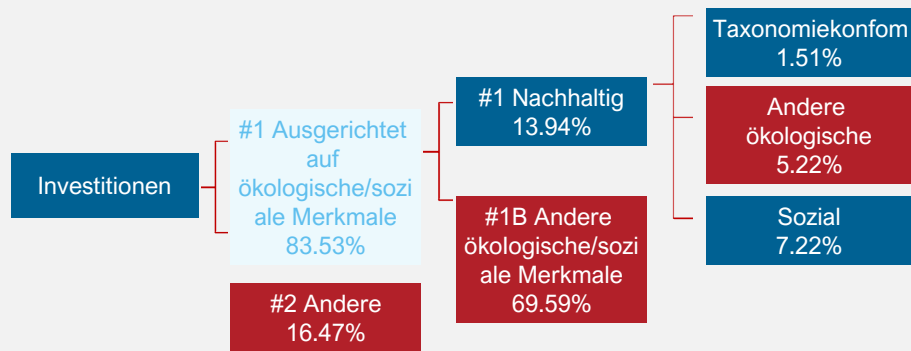 Investitionen
#1 Ausgerichtet
auf
ökologische/sozi
ale Merkmale
83.53%
#2 Andere
16.47%
#1 Nachhaltig
13.94%
#1B Andere
ökologische/sozi
ale Merkmale
69.59%
Taxonomiekonfom
1.51%
Andere
ökologische
5.22%
Sozial
7.22%